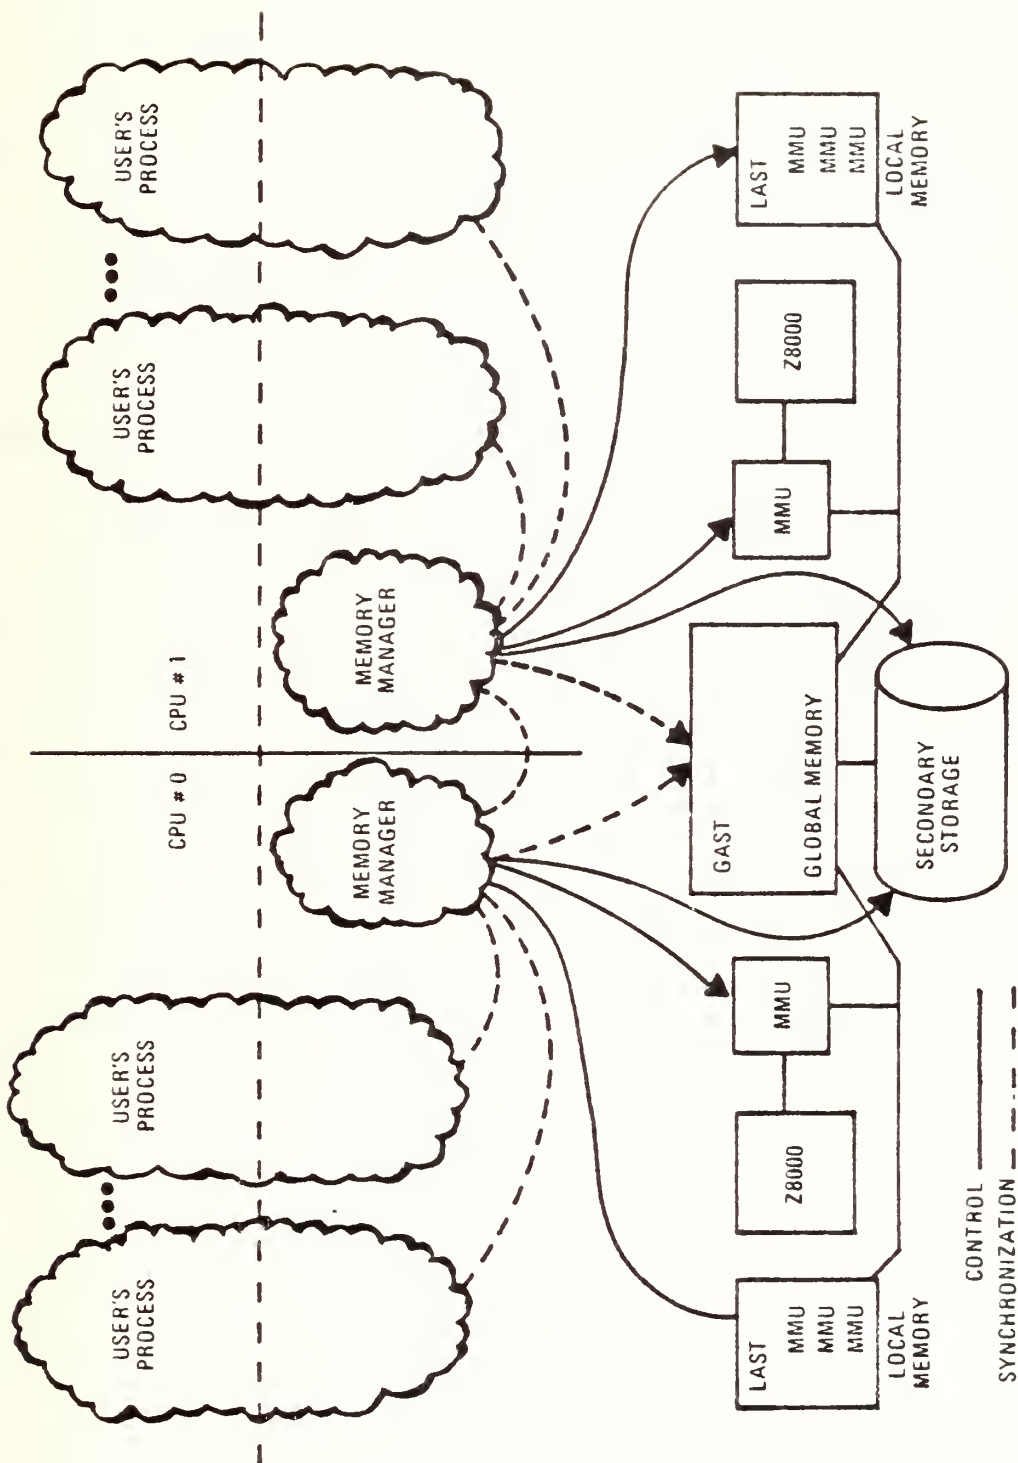 CPU #0
CPU #1
USER'S
PROCESS
USER'S
PROCESS
USER'S
PROCESS
USER'S
PROCESS
MEMORY
MANAGER
MEMORY
MANAGER
LAST
MMU
MMU
MMU
LOCAL
MEMORY
Z8000
MMU
GAST
GLOBAL MEMORY
MMU
Z8000
LAST
MMU
MMU
MMU
LOCAL
MEMORY
SECONDARY
STORAGE
CONTROL
SYNCHRONIZATION